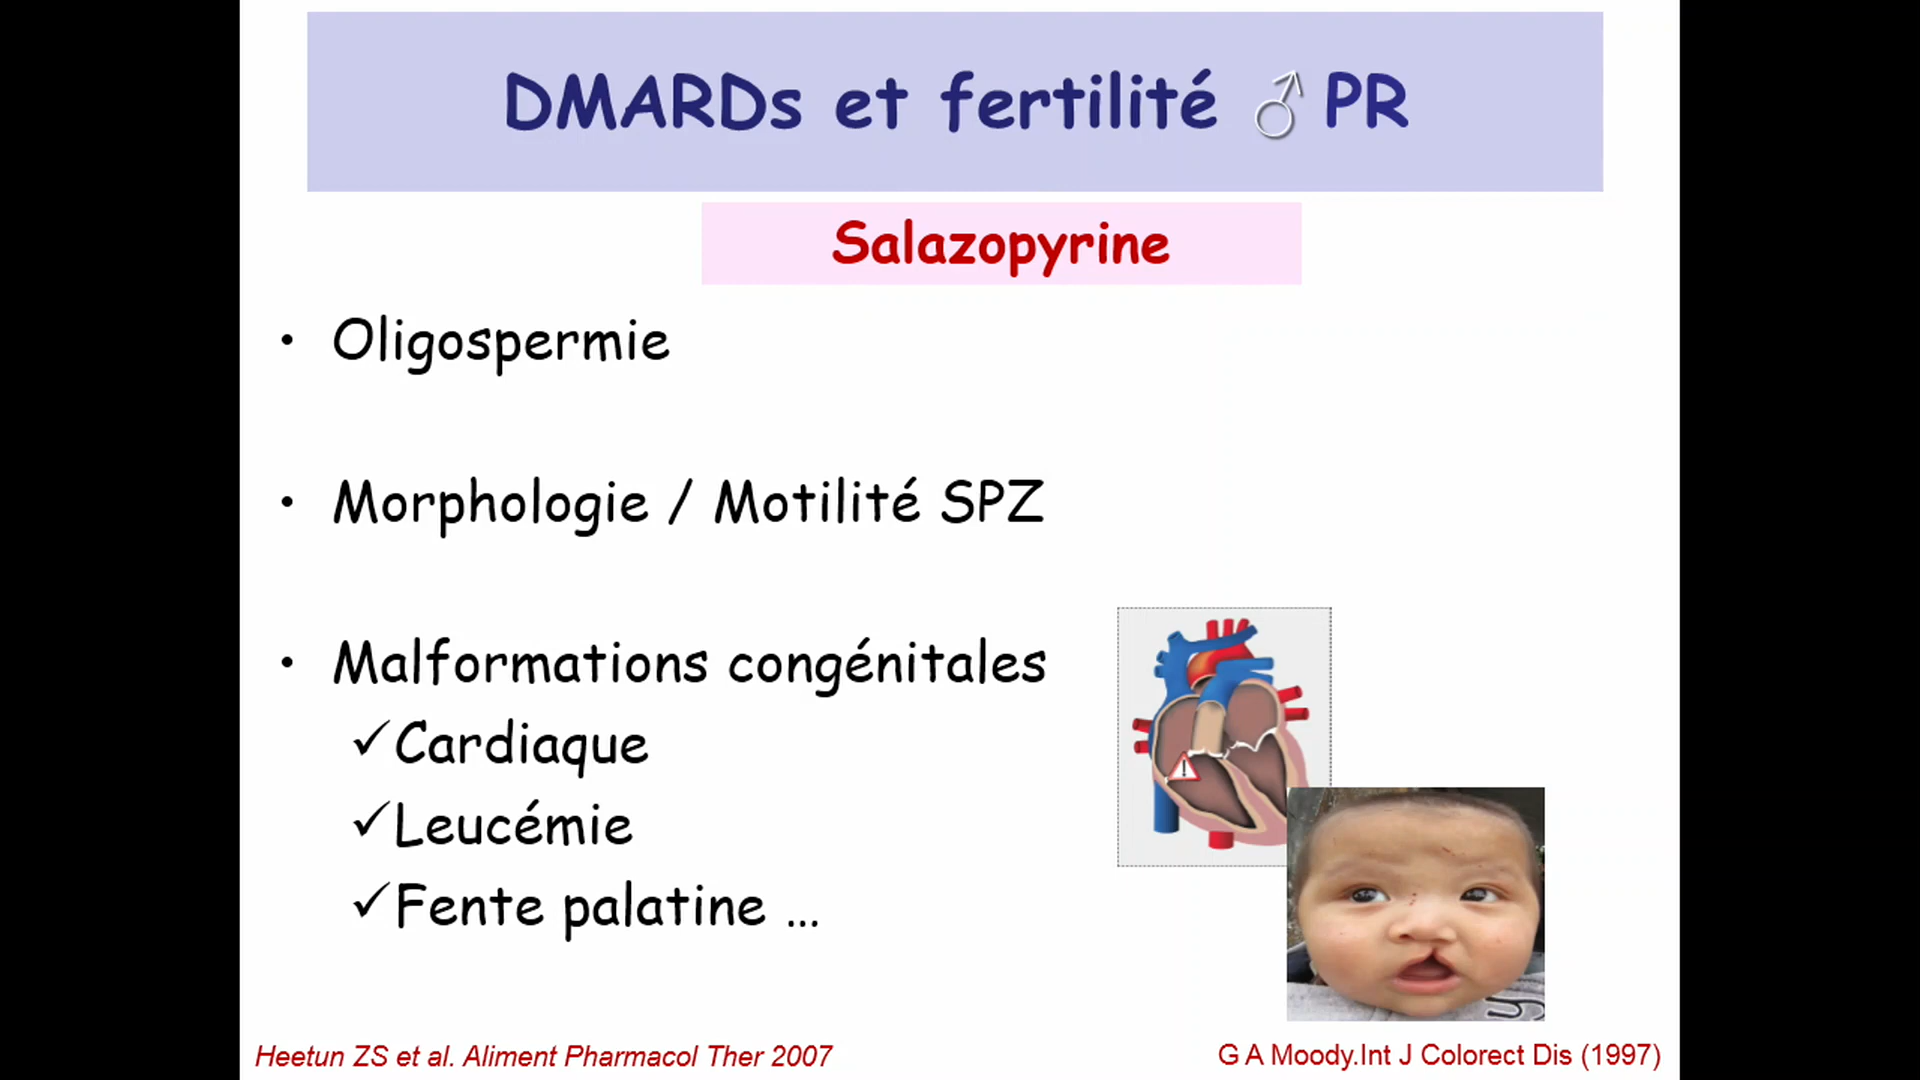 DMARDs et fertilité ♂ PR
Salazopyrine
• Oligospermie
• Morphologie / Motilité SPZ
• Malformations congénitales
✓Cardiaque
✓Leucémie
✓Fente palatine ...
Heetun ZS et al. Aliment Pharmacol Ther 2007
G A Moody.Int J Colorect Dis (1997)